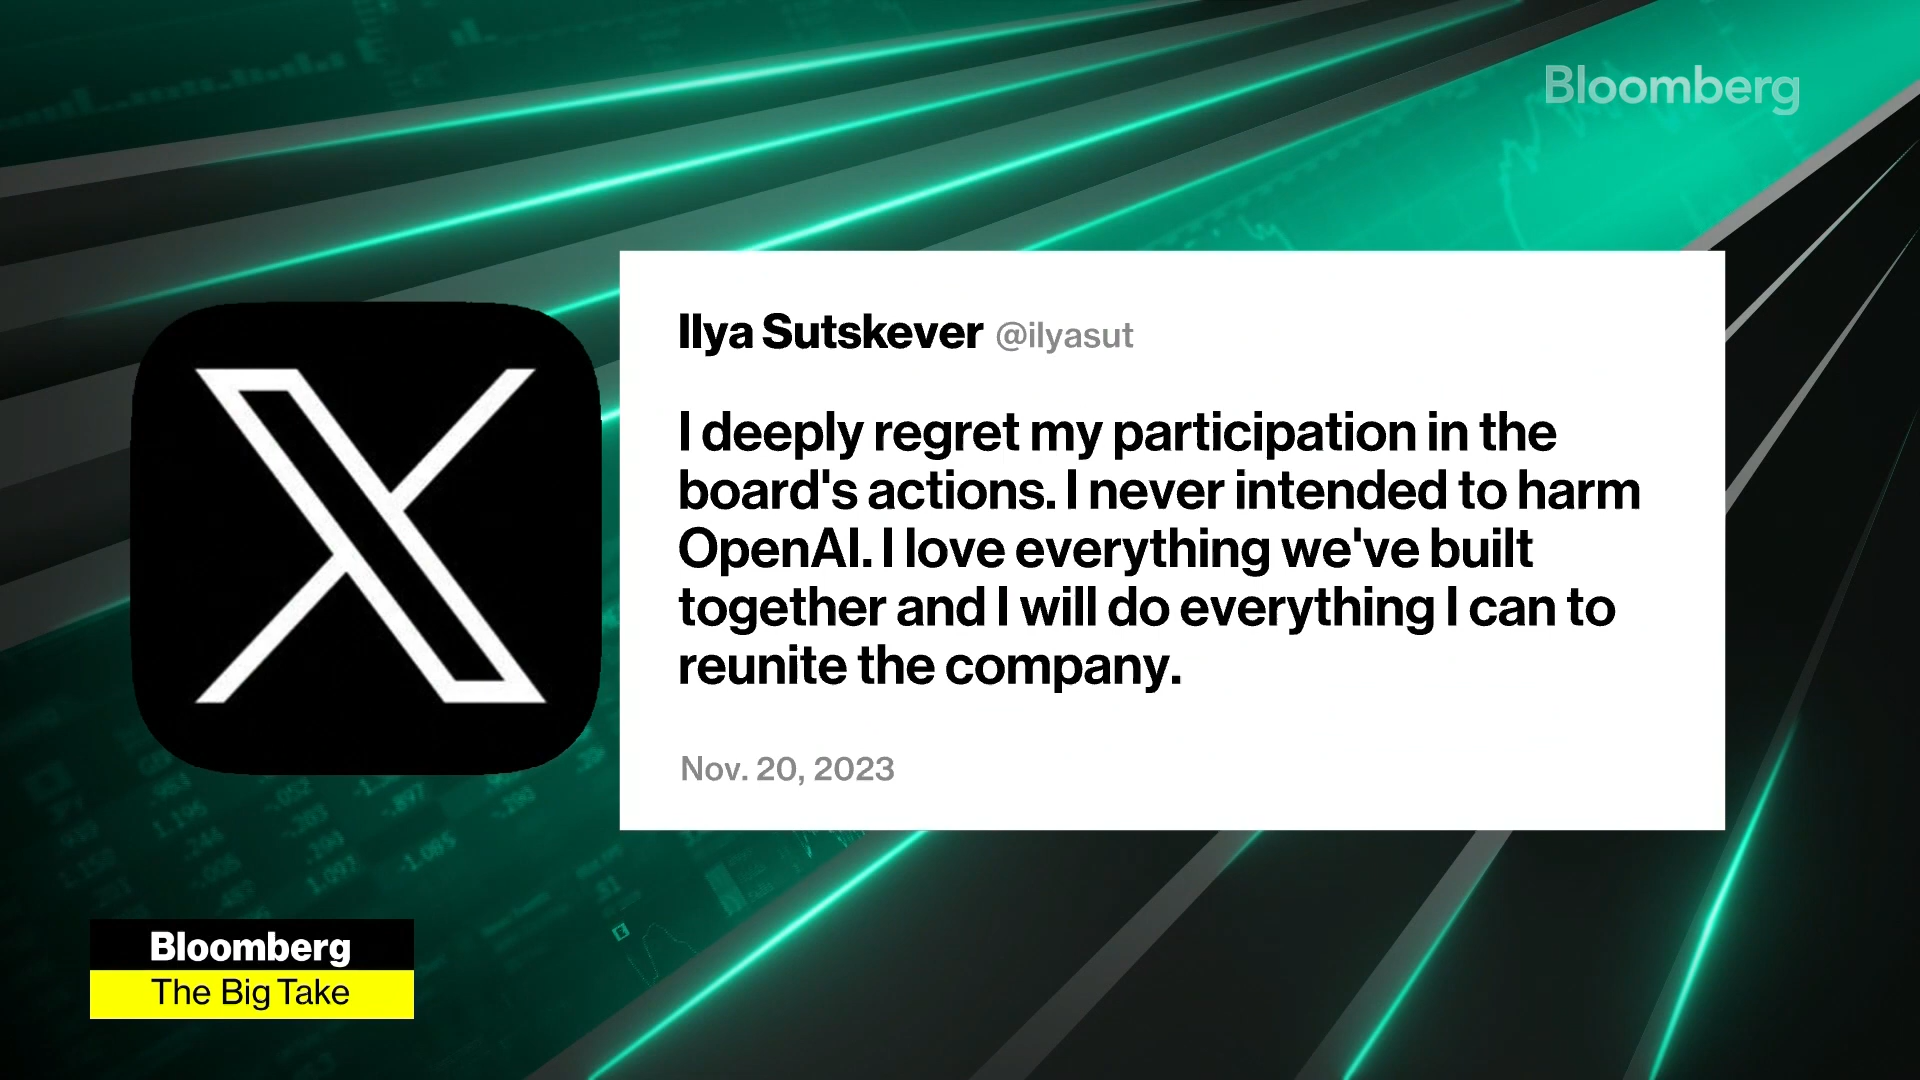 Bloomberg
Ilya Sutskever @ilyasut
I deeply regret my participation in the
board's actions. I never intended to harm
OpenAI. I love everything we've built
together and I will do everything I can to
reunite the company.
Nov. 20, 2023
Bloomberg
The Big Take